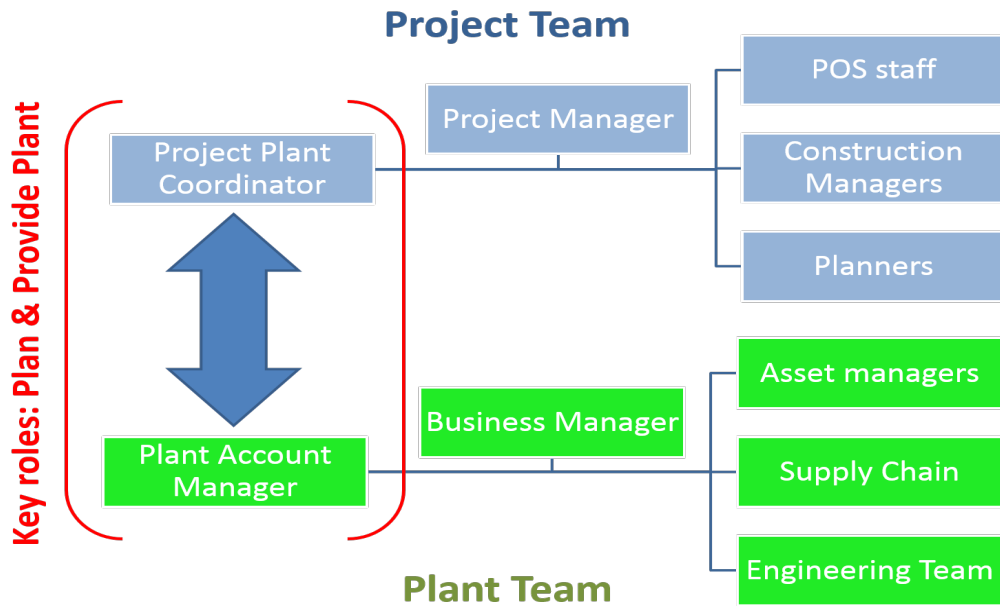 Project Team
Key roles: Plan & Provide Plant
Project Plant
Coordinator
Project Manager
POS staff
Construction
Managers
Planners
Plant Account
Manager
Business Manager
Asset managers
Supply Chain
Engineering Team
Plant Team